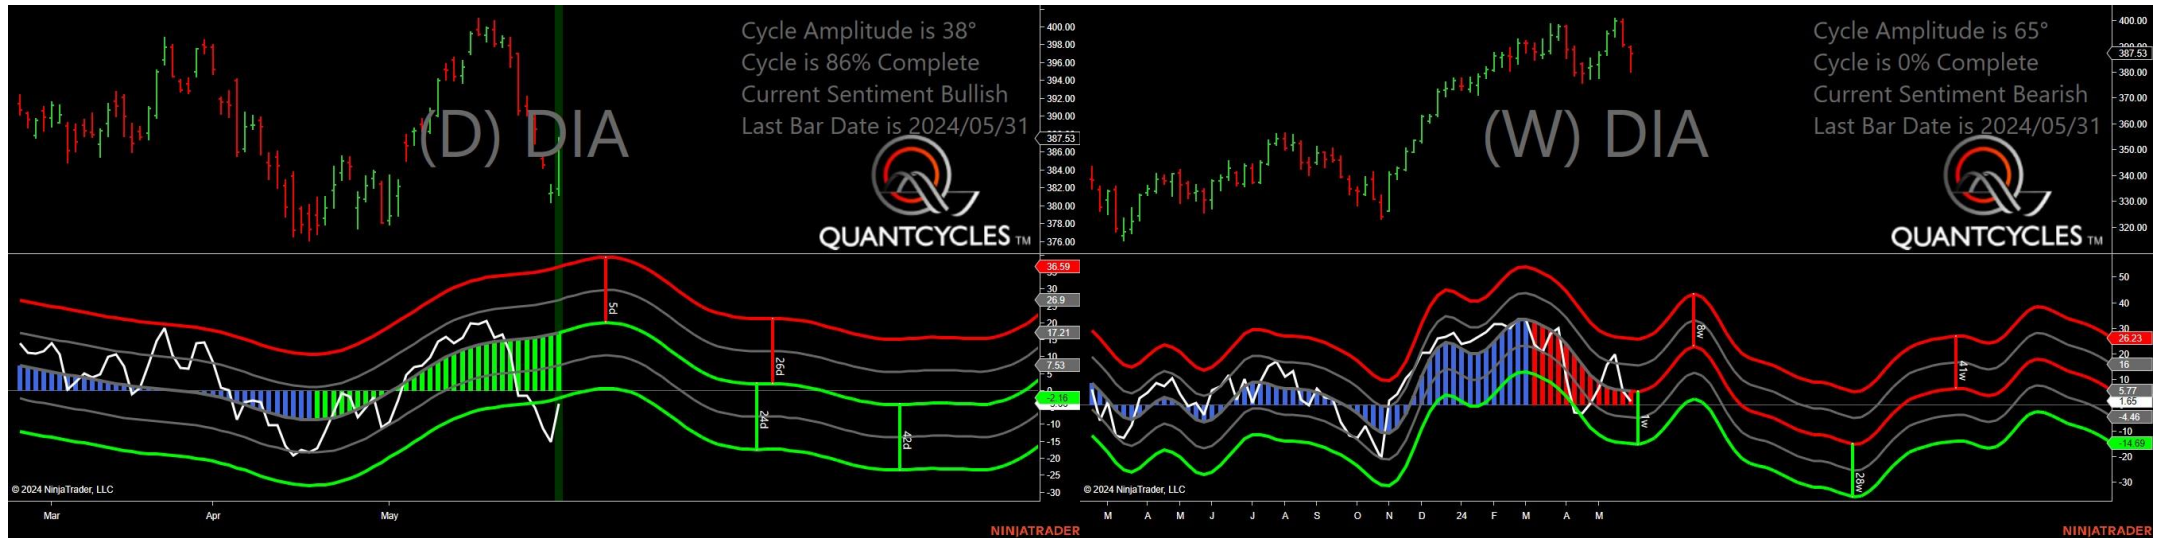 Cycle Amplitude is 38°
Cycle is 86% Complete
Current Sentiment Bullish
Last Bar Date is 2024/05/31
(D) DIA
QUANTCYCLES TM
400.00
398.00
396.00
394.00
392.00
390.00
387.53
386.00
384.00
382.00
380.00
378.00
376.00
36.59
26.9
20
17.21
15
10
7.53
5
0
-2.16
-10
-15
-20
-25
-30
5d
26d
24d
42d
© 2024 NinjaTrader, LLC
Mar
Apr
May
NINJATRADER
Cycle Amplitude is 65°
Cycle is 0% Complete
Current Sentiment Bearish
Last Bar Date is 2024/05/31
(W) DIA
QUANTCYCLES TM
400.00
387.53
380.00
370.00
360.00
350.00
340.00
330.00
320.00
50
40
30
26.23
20
16
10
5.77
1.65
-4.46
-10
-14.69
-20
-30
8w
41w
1w
28w
© 2024 NinjaTrader, LLC
M A M J J A S O N D 24 F M A M
NINJATRADER